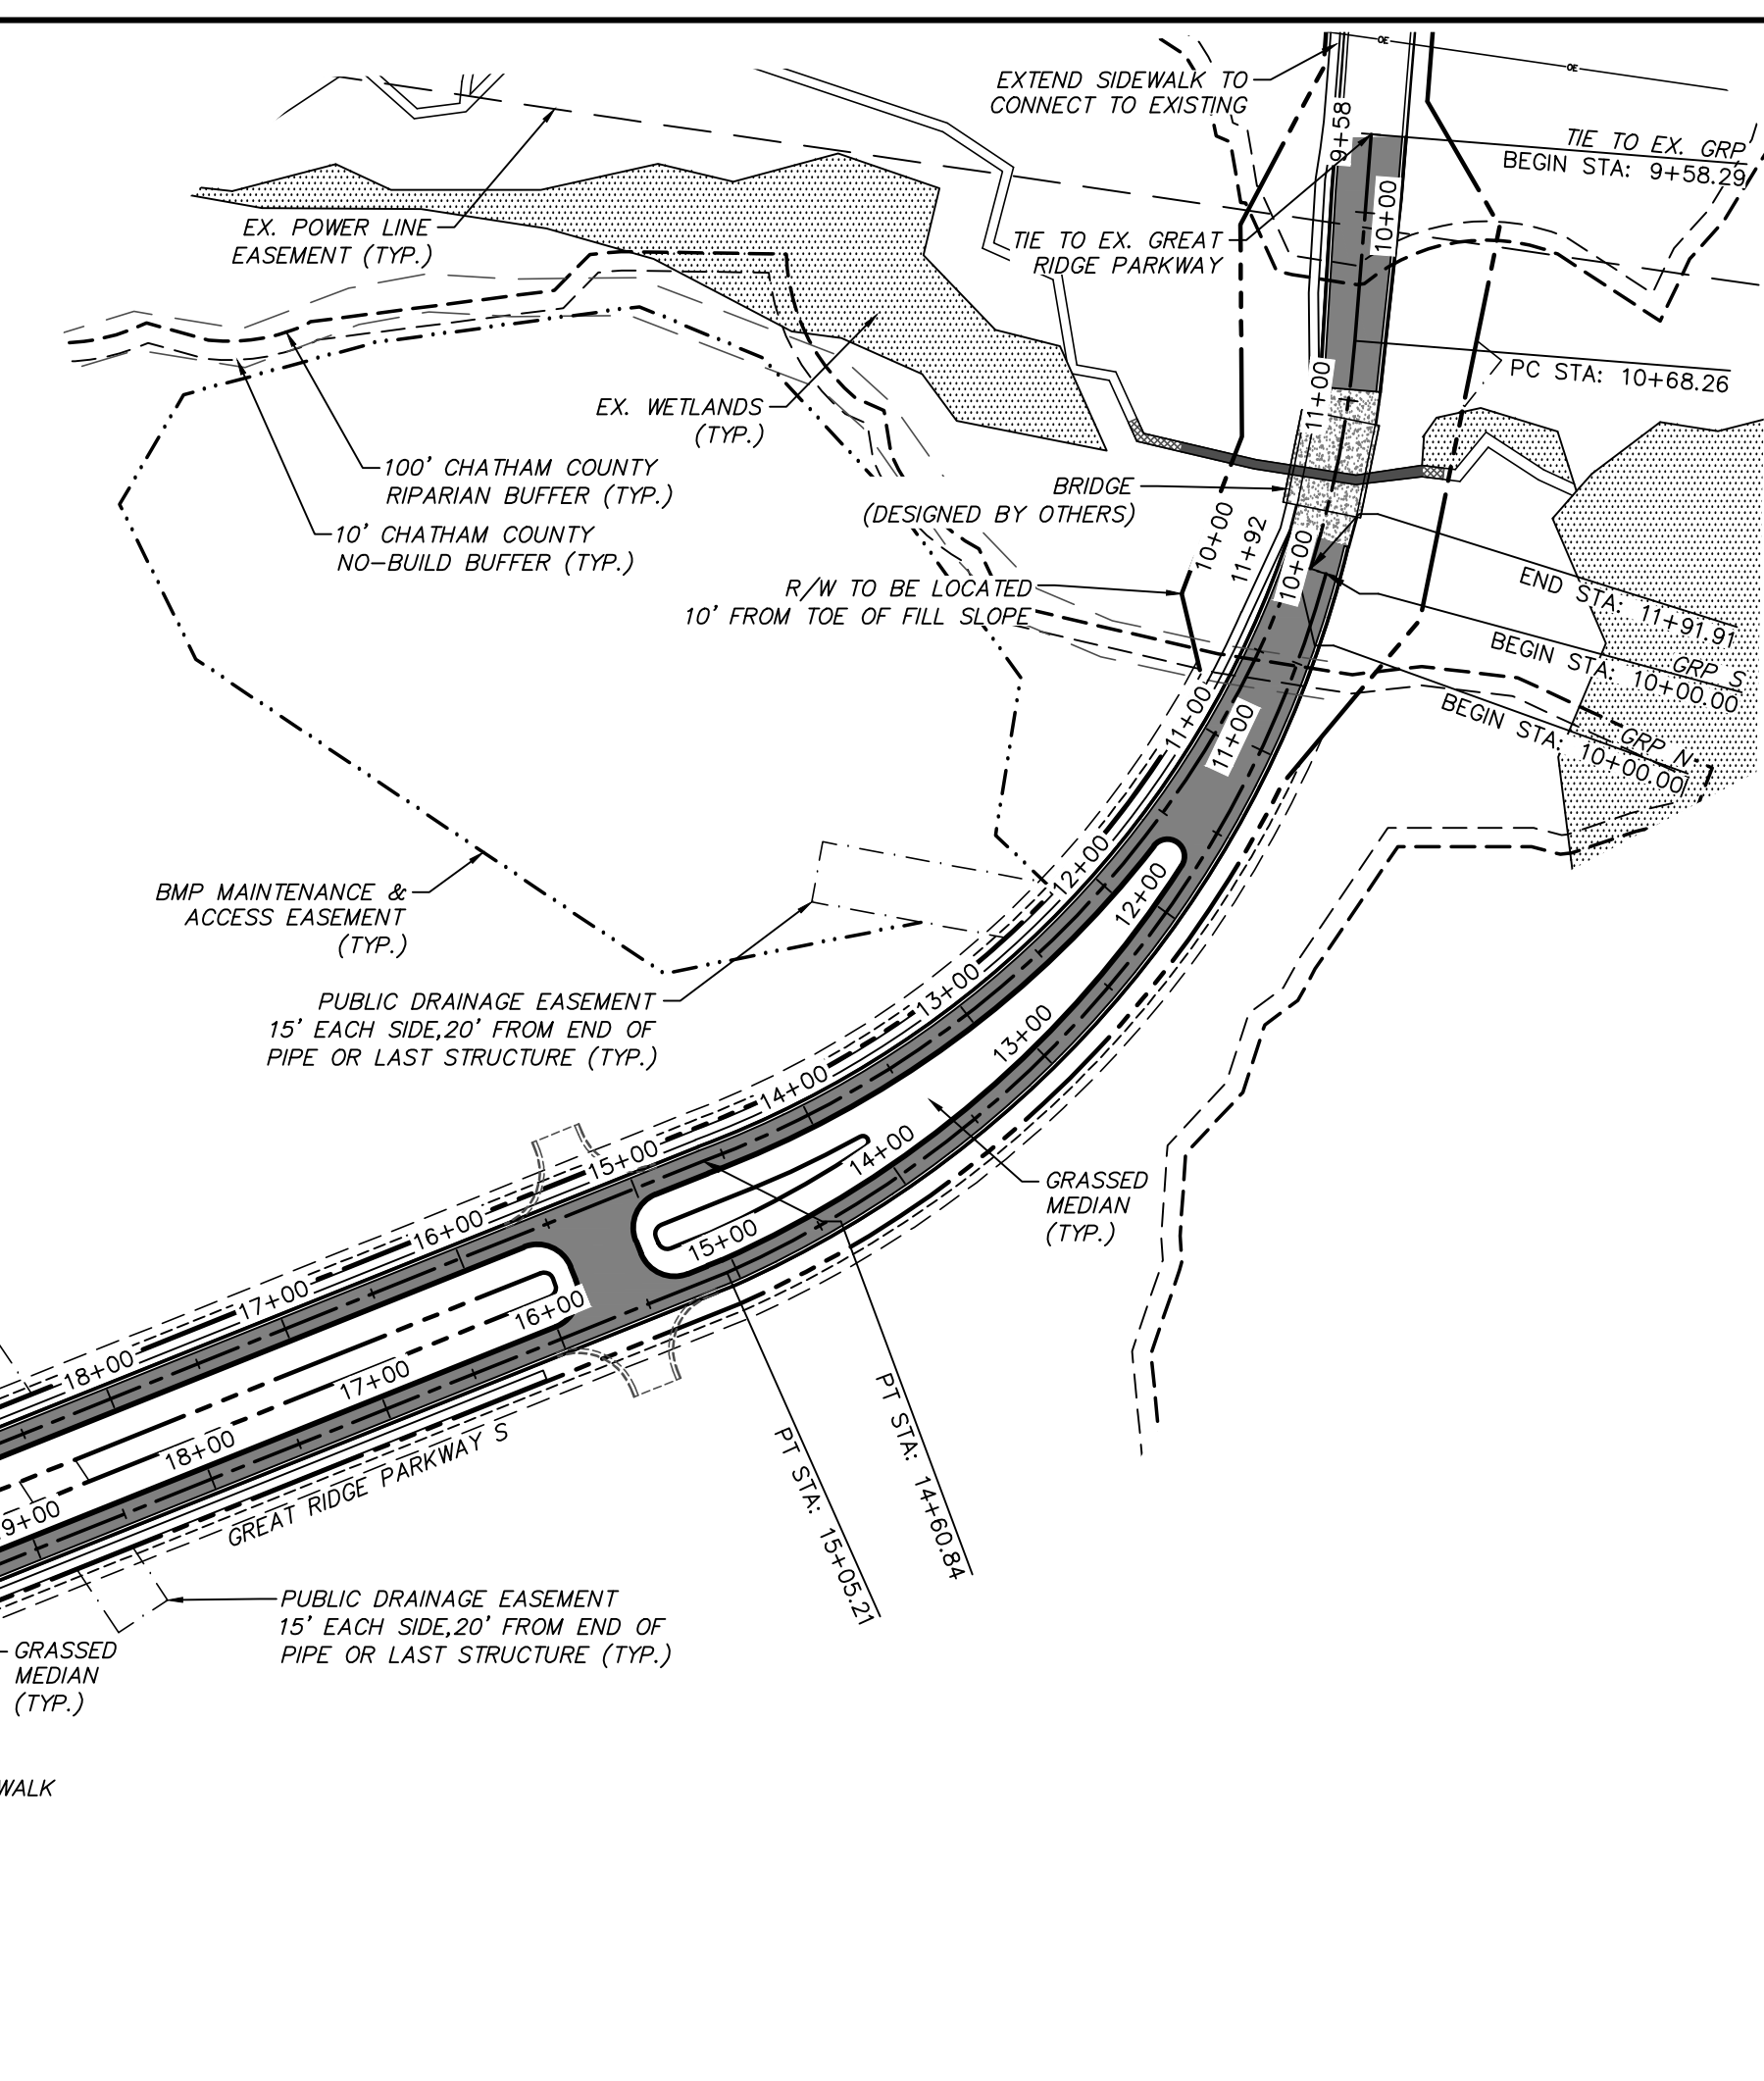 OE
OE
EXTEND SIDEWALK TO
CONNECT TO EXISTING
9+58
TIE TO EX. GRP
BEGIN STA: 9+58.29
10+00
EX. POWER LINE
EASEMENT (TYP.)
TIE TO EX. GREAT
RIDGE PARKWAY
PC STA: 10+68.26
11+00
EX. WETLANDS
(TYP.)
100' CHATHAM COUNTY
RIPARIAN BUFFER (TYP.)
10' CHATHAM COUNTY
NO-BUILD BUFFER (TYP.)
BRIDGE
(DESIGNED BY OTHERS)
10+00
11+92
10+00
END STA: 11+91.91
R/W TO BE LOCATED
10' FROM TOE OF FILL SLOPE
GRP S
BEGIN STA: 10+00.00
GRP N
BEGIN STA: 10+00.00
11+00
11+00
12+00
12+00
BMP MAINTENANCE &
ACCESS EASEMENT
(TYP.)
PUBLIC DRAINAGE EASEMENT
15' EACH SIDE,20' FROM END OF
PIPE OR LAST STRUCTURE (TYP.)
13+00
13+00
14+00
14+00
GRASSED
MEDIAN
(TYP.)
15+00
15+00
16+00
16+00
17+00
17+00
18+00
18+00
9+00
GREAT RIDGE PARKWAY S
PT STA: 14+60.84
PT STA: 15+05.21
PUBLIC DRAINAGE EASEMENT
15' EACH SIDE,20' FROM END OF
PIPE OR LAST STRUCTURE (TYP.)
GRASSED
MEDIAN
(TYP.)
WALK